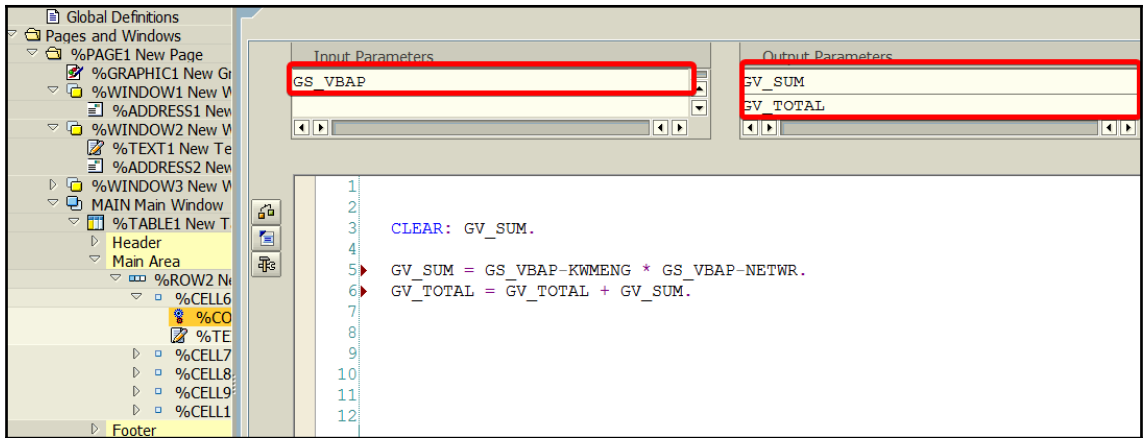 Global Definitions
Pages and Windows
%PAGE1 New Page
%GRAPHIC1 New Gr
%WINDOW1 New W
%ADDRESS1 New
%WINDOW2 New W
%TEXT1 New Te
%ADDRESS2 New
%WINDOW3 New W
MAIN Main Window
%TABLE1 New T
Header
Main Area
%ROW2 Ne
%CELL6
%CO
%TE
%CELL7
%CELL8
%CELL9
%CELL1
Footer
Input Parameters
GS_VBAP
Output Parameters
GV_SUM
GV_TOTAL
1
2
3 CLEAR: GV_SUM.
4
5 GV_SUM = GS_VBAP-KWMENG * GS_VBAP-NETWR.
6 GV_TOTAL = GV_TOTAL + GV_SUM.
7
8
9
10
11
12